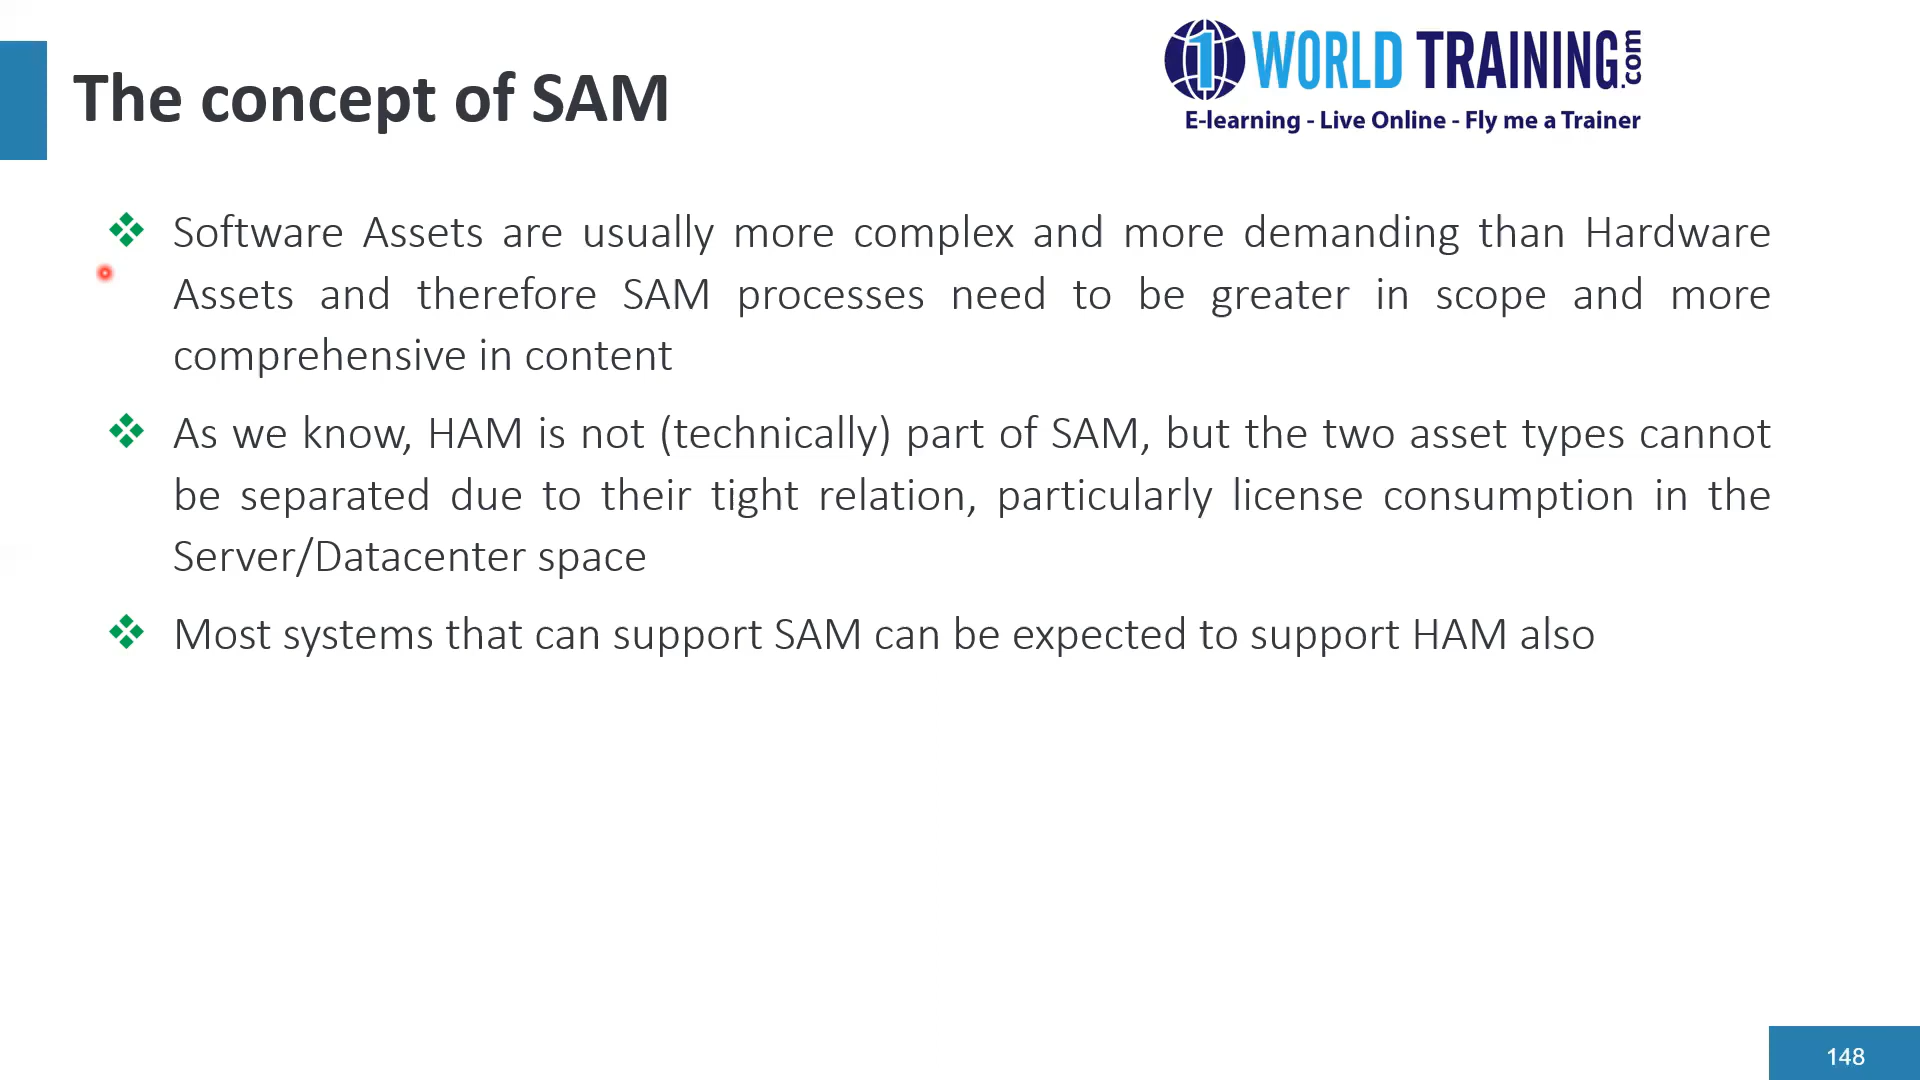 The concept of SAM
1 WORLD TRAINING.com
E-learning - Live Online - Fly me a Trainer
Software Assets are usually more complex and more demanding than Hardware
Assets and therefore SAM processes need to be greater in scope and more
comprehensive in content
As we know, HAM is not (technically) part of SAM, but the two asset types cannot
be separated due to their tight relation, particularly license consumption in the
Server/Datacenter space
Most systems that can support SAM can be expected to support HAM also
148